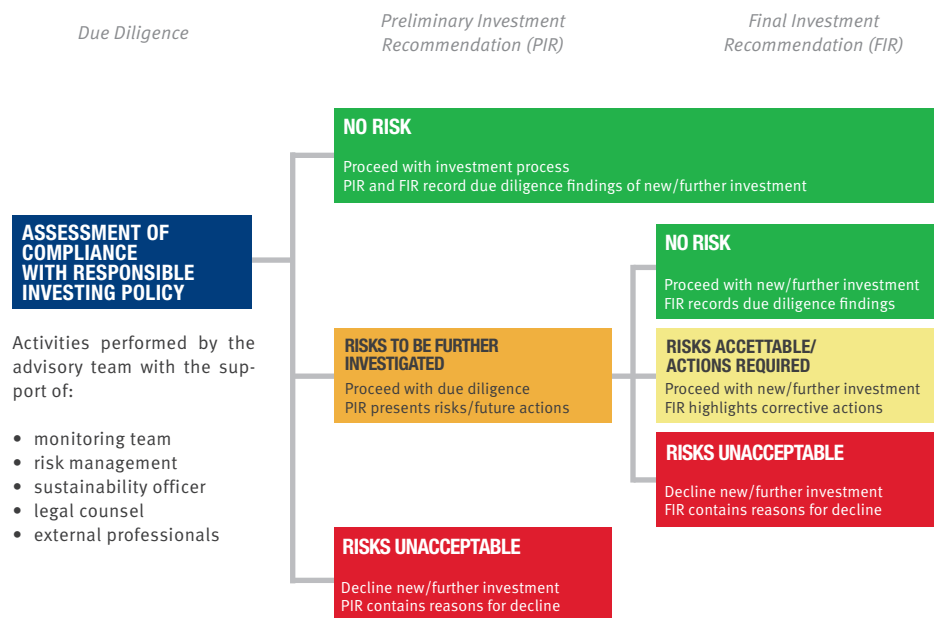 Due Diligence
Preliminary Investment
Recommendation (PIR)
Final Investment
Recommendation (FIR)
NO RISK
Proceed with investment process
PIR and FIR record due diligence findings of new/further investment
ASSESSMENT OF
COMPLIANCE
WITH RESPONSIBLE
INVESTING POLICY
Activities performed by the
advisory team with the sup-
port of:
• monitoring team
• risk management
• sustainability officer
• legal counsel
• external professionals
RISKS TO BE FURTHER
INVESTIGATED
Proceed with due diligence
PIR presents risks/future actions
RISKS UNACCEPTABLE
Decline new/further investment
PIR contains reasons for decline
NO RISK
Proceed with new/further investment
FIR records due diligence findings
RISKS ACCETTABLE/
ACTIONS REQUIRED
Proceed with new/further investment
FIR highlights corrective actions
RISKS UNACCEPTABLE
Decline new/further investment
FIR contains reasons for decline